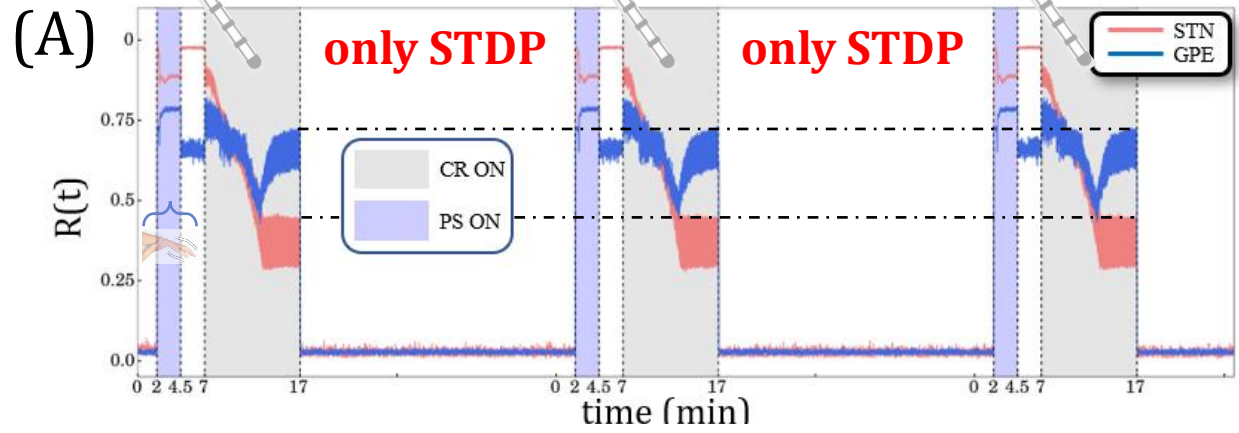 (A)
only STDP
only STDP
STN
GPE
CR ON
PS ON
R(t)
0
0.75
0.5
0.25
0.0
0 2 4.5 7 17 0 2 4.5 7 17 0 2 4.5 7 17
time (min)